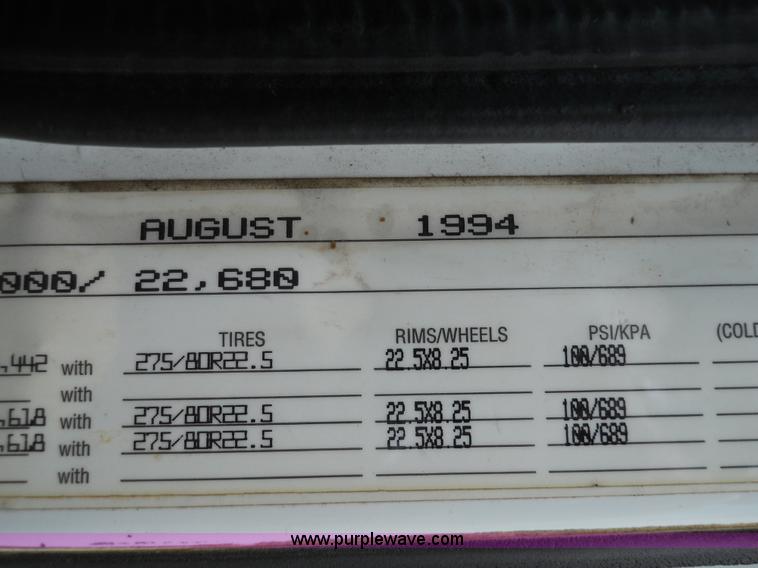 AUGUST 1994
000/ 22,680
TIRES RIMS/WHEELS PSI/KPA (COLD
,442 with 275/80R22.5 22.5X8.25 100/689
with
,618 with 275/80R22.5 22.5X8.25 100/689
,618 with 275/80R22.5 22.5X8.25 100/689
with
www.purplewave.com